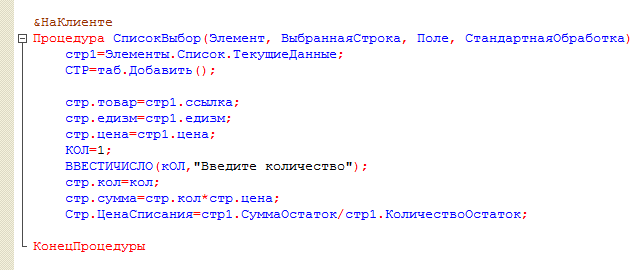 &НаКлиенте
Процедура СписокВыбор(Элемент, ВыбраннаяСтрока, Поле, СтандартнаяОбработка)
стр1=Элементы.Список.ТекущиеДанные;
СТР=таб.Добавить();
стр.товар=стр1.ссылка;
стр.едизм=стр1.едизм;
стр.цена=стр1.цена;
КОЛ=1;
ВВЕСТИЧИСЛО(кОЛ,"Введите количество");
стр.кол=кол;
стр.сумма=стр.кол*стр.цена;
Стр.ЦенаСписания=стр1.СуммаОстаток/стр1.КоличествоОстаток;
КонецПроцедуры